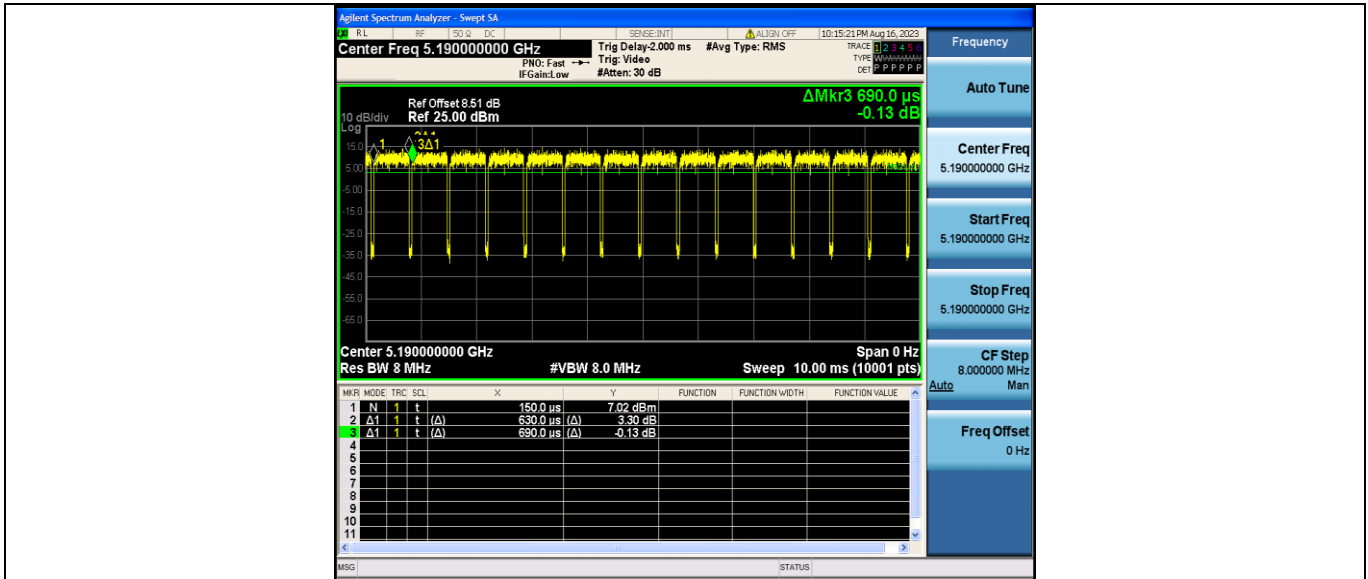 Agilent Spectrum Analyzer - Swept SA
LXI RL RF 50 Ω DC SENSE:INT ALIGN OFF 10:15:21 PM Aug 16, 2023
Center Freq 5.190000000 GHz
PNO: Fast
IFGain:Low
Trig Delay-2.000 ms
Trig: Video
#Atten: 30 dB
#Avg Type: RMS
TRACE 1 2 3 4 5 6
TYPE
DET P P P P P P
ΔMkr3 690.0 µs
-0.13 dB
Ref Offset 8.51 dB
10 dB/div Ref 25.00 dBm
Log
15.0
5.00
-5.00
-15.0
-25.0
-35.0
-45.0
-55.0
-65.0
1
3Δ1
Center 5.190000000 GHz Span 0 Hz
Res BW 8 MHz #VBW 8.0 MHz Sweep 10.00 ms (10001 pts)
MKR MODE TRC SCL X Y FUNCTION FUNCTION WIDTH FUNCTION VALUE
1 N 1 t 150.0 µs 7.02 dBm
2 Δ1 1 t (Δ) 630.0 µs (Δ) 3.30 dB
3 Δ1 1 t (Δ) 690.0 µs (Δ) -0.13 dB
4
5
6
7
8
9
10
11
MSG STATUS
Frequency
Auto Tune
Center Freq
5.190000000 GHz
Start Freq
5.190000000 GHz
Stop Freq
5.190000000 GHz
CF Step
8.000000 MHz
Auto Man
Freq Offset
0 Hz